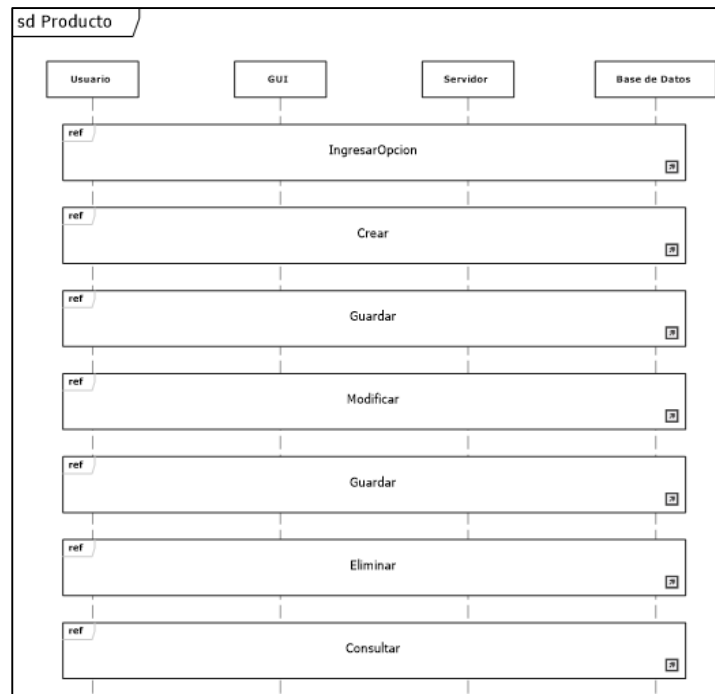 sd Producto
Usuario
GUI
Servidor
Base de Datos
ref
IngresarOpcion
ref
Crear
ref
Guardar
ref
Modificar
ref
Guardar
ref
Eliminar
ref
Consultar